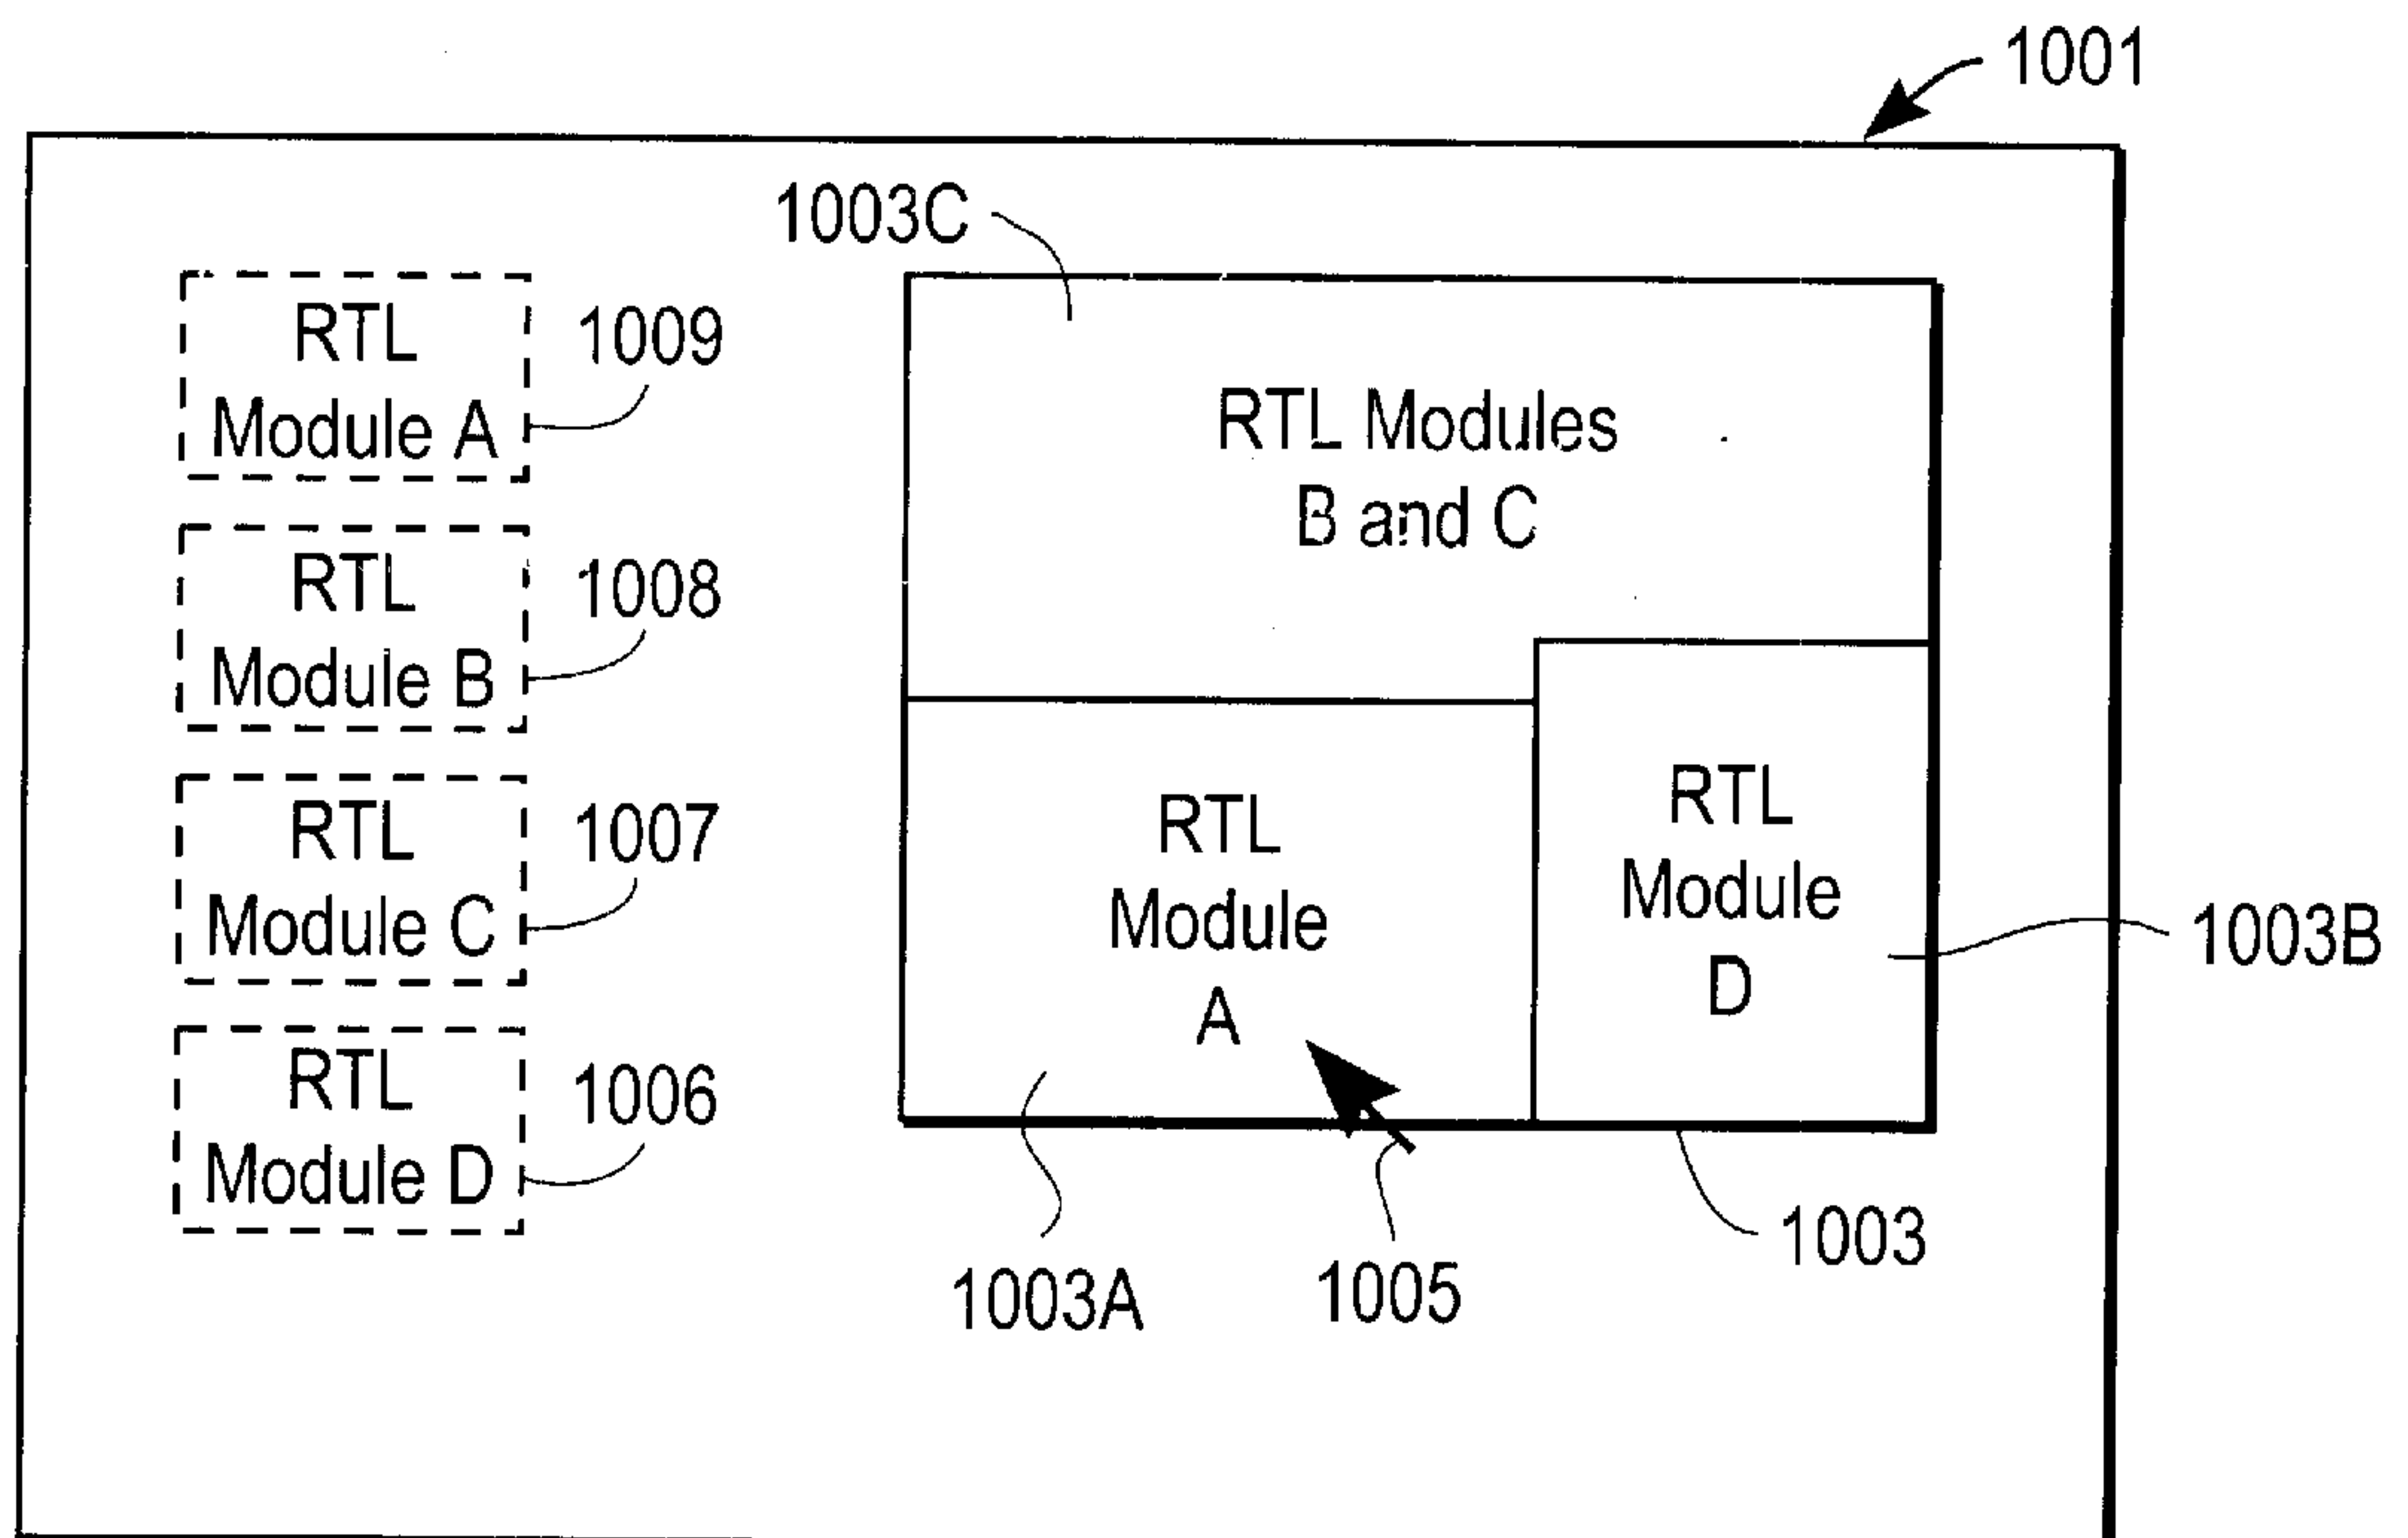 1001
1003C
RTL
Module A
1009
RTL
Module B
1008
RTL
Module C
1007
RTL
Module D
1006
RTL Modules
B and C
RTL
Module
A
RTL
Module
D
1003B
1003A
1005
1003